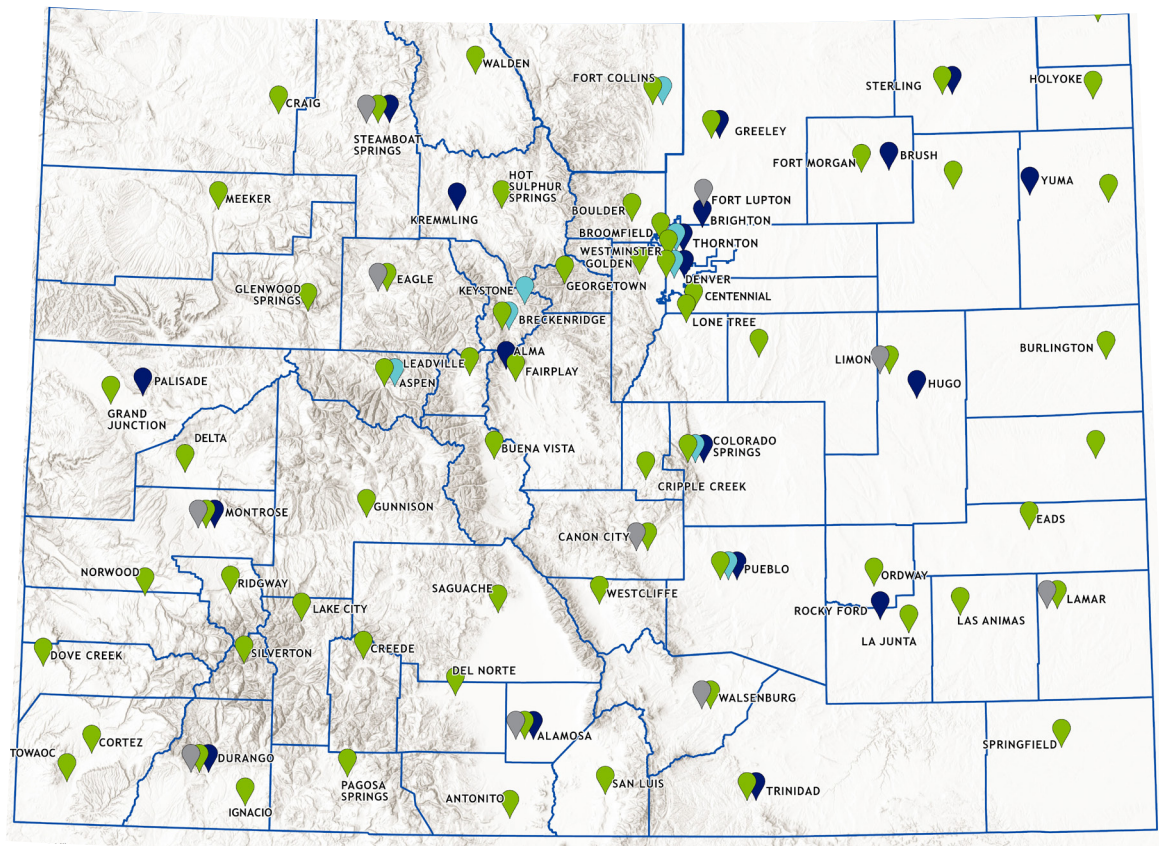 WALDEN
FORT COLLINS
STERLING
HOLYOKE
CRAIG
STEAMBOAT
SPRINGS
GREELEY
FORT MORGAN
BRUSH
YUMA
MEEKER
HOT
SULPHUR
SPRINGS
KREMMLING
FORT LUPTON
BOULDER
BRIGHTON
BROOMFIELD
THORNTON
WESTMINSTER
GOLDEN
DENVER
EAGLE
GEORGETOWN
GLENWOOD
SPRINGS
KEYSTONE
CENTENNIAL
BRECKENRIDGE
LONE TREE
ALMA
LEADVILLE
FAIRPLAY
ASPEN
LIMON
BURLINGTON
HUGO
PALISADE
GRAND
JUNCTION
DELTA
BUENA VISTA
COLORADO
SPRINGS
CRIPPLE CREEK
GUNNISON
MONTROSE
CANON CITY
EADS
NORWOOD
RIDGWAY
PUEBLO
ORDWAY
SAGUACHE
WESTCLIFFE
LAKE CITY
ROCKY FORD
LAMAR
LAS ANIMAS
LA JUNTA
DOVE CREEK
SILVERTON
CREEDE
DEL NORTE
WALSENBURG
ALAMOSA
CORTEZ
TOWAOC
DURANGO
SPRINGFIELD
PAGOSA
SPRINGS
SAN LUIS
TRINIDAD
ANTONITO
IGNACIO